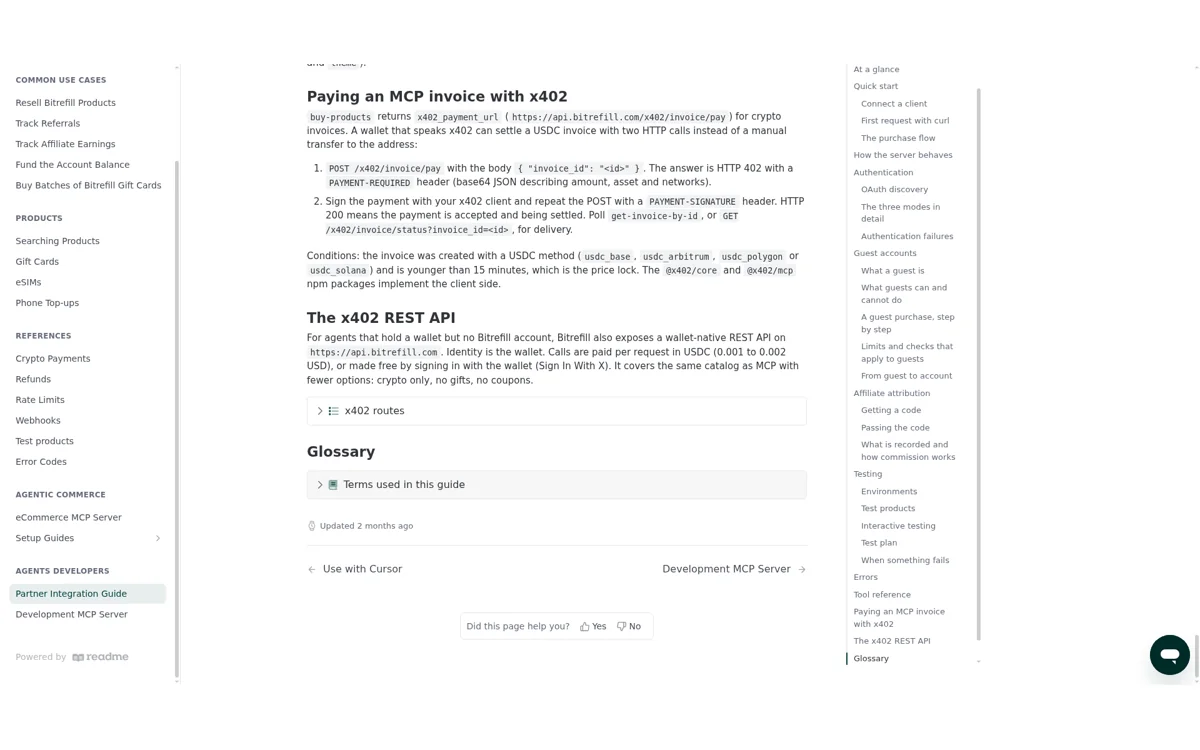 COMMON USE CASES
Resell Bitrefill Products
Track Referrals
Track Affiliate Earnings
Fund the Account Balance
Buy Batches of Bitrefill Gift Cards
PRODUCTS
Searching Products
Gift Cards
eSIMs
Phone Top-ups
REFERENCES
Crypto Payments
Refunds
Rate Limits
Webhooks
Test products
Error Codes
AGENTIC COMMERCE
eCommerce MCP Server
Setup Guides
AGENTS DEVELOPERS
Partner Integration Guide
Development MCP Server
Powered by readme
Paying an MCP invoice with x402
buy-products returns x402_payment_url ( https://api.bitrefill.com/x402/invoice/pay ) for crypto
invoices. A wallet that speaks x402 can settle a USDC invoice with two HTTP calls instead of a manual
transfer to the address:
1. POST /x402/invoice/pay with the body { "invoice_id": "<id>" } . The answer is HTTP 402 with a
PAYMENT-REQUIRED header (base64 JSON describing amount, asset and networks).
2. Sign the payment with your x402 client and repeat the POST with a PAYMENT-SIGNATURE header. HTTP
200 means the payment is accepted and being settled. Poll get-invoice-by-id , or GET
/x402/invoice/status?invoice_id=<id> , for delivery.
Conditions: the invoice was created with a USDC method ( usdc_base , usdc_arbitrum , usdc_polygon or
usdc_solana ) and is younger than 15 minutes, which is the price lock. The @x402/core and @x402/mcp
npm packages implement the client side.
The x402 REST API
For agents that hold a wallet but no Bitrefill account, Bitrefill also exposes a wallet-native REST API on
https://api.bitrefill.com . Identity is the wallet. Calls are paid per request in USDC (0.001 to 0.002
USD), or made free by signing in with the wallet (Sign In With X). It covers the same catalog as MCP with
fewer options: crypto only, no gifts, no coupons.
x402 routes
Glossary
Terms used in this guide
Updated 2 months ago
← Use with Cursor
Development MCP Server →
Did this page help you? Yes No
At a glance
Quick start
Connect a client
First request with curl
The purchase flow
How the server behaves
Authentication
OAuth discovery
The three modes in
detail
Authentication failures
Guest accounts
What a guest is
What guests can and
cannot do
A guest purchase, step
by step
Limits and checks that
apply to guests
From guest to account
Affiliate attribution
Getting a code
Passing the code
What is recorded and
how commission works
Testing
Environments
Test products
Interactive testing
Test plan
When something fails
Errors
Tool reference
Paying an MCP invoice
with x402
The x402 REST API
Glossary